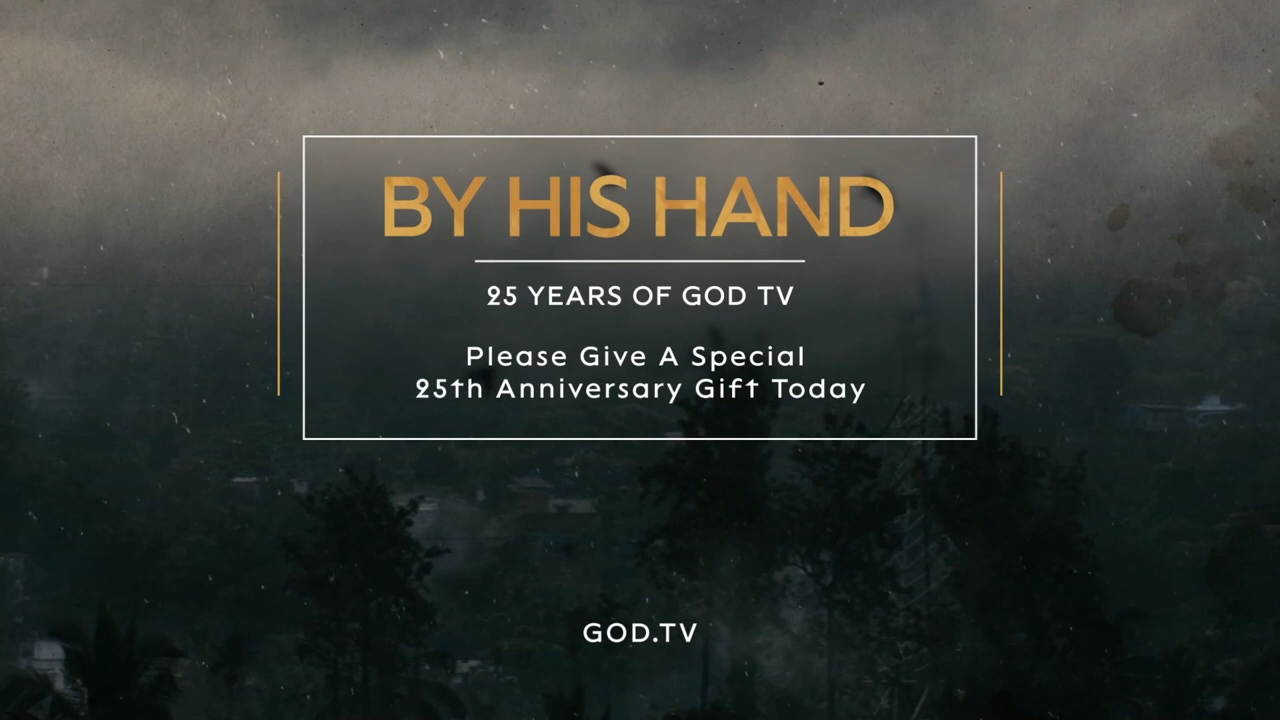 BY HIS HAND
25 YEARS OF GOD TV
Please Give A Special
25th Anniversary Gift Today
GOD.TV